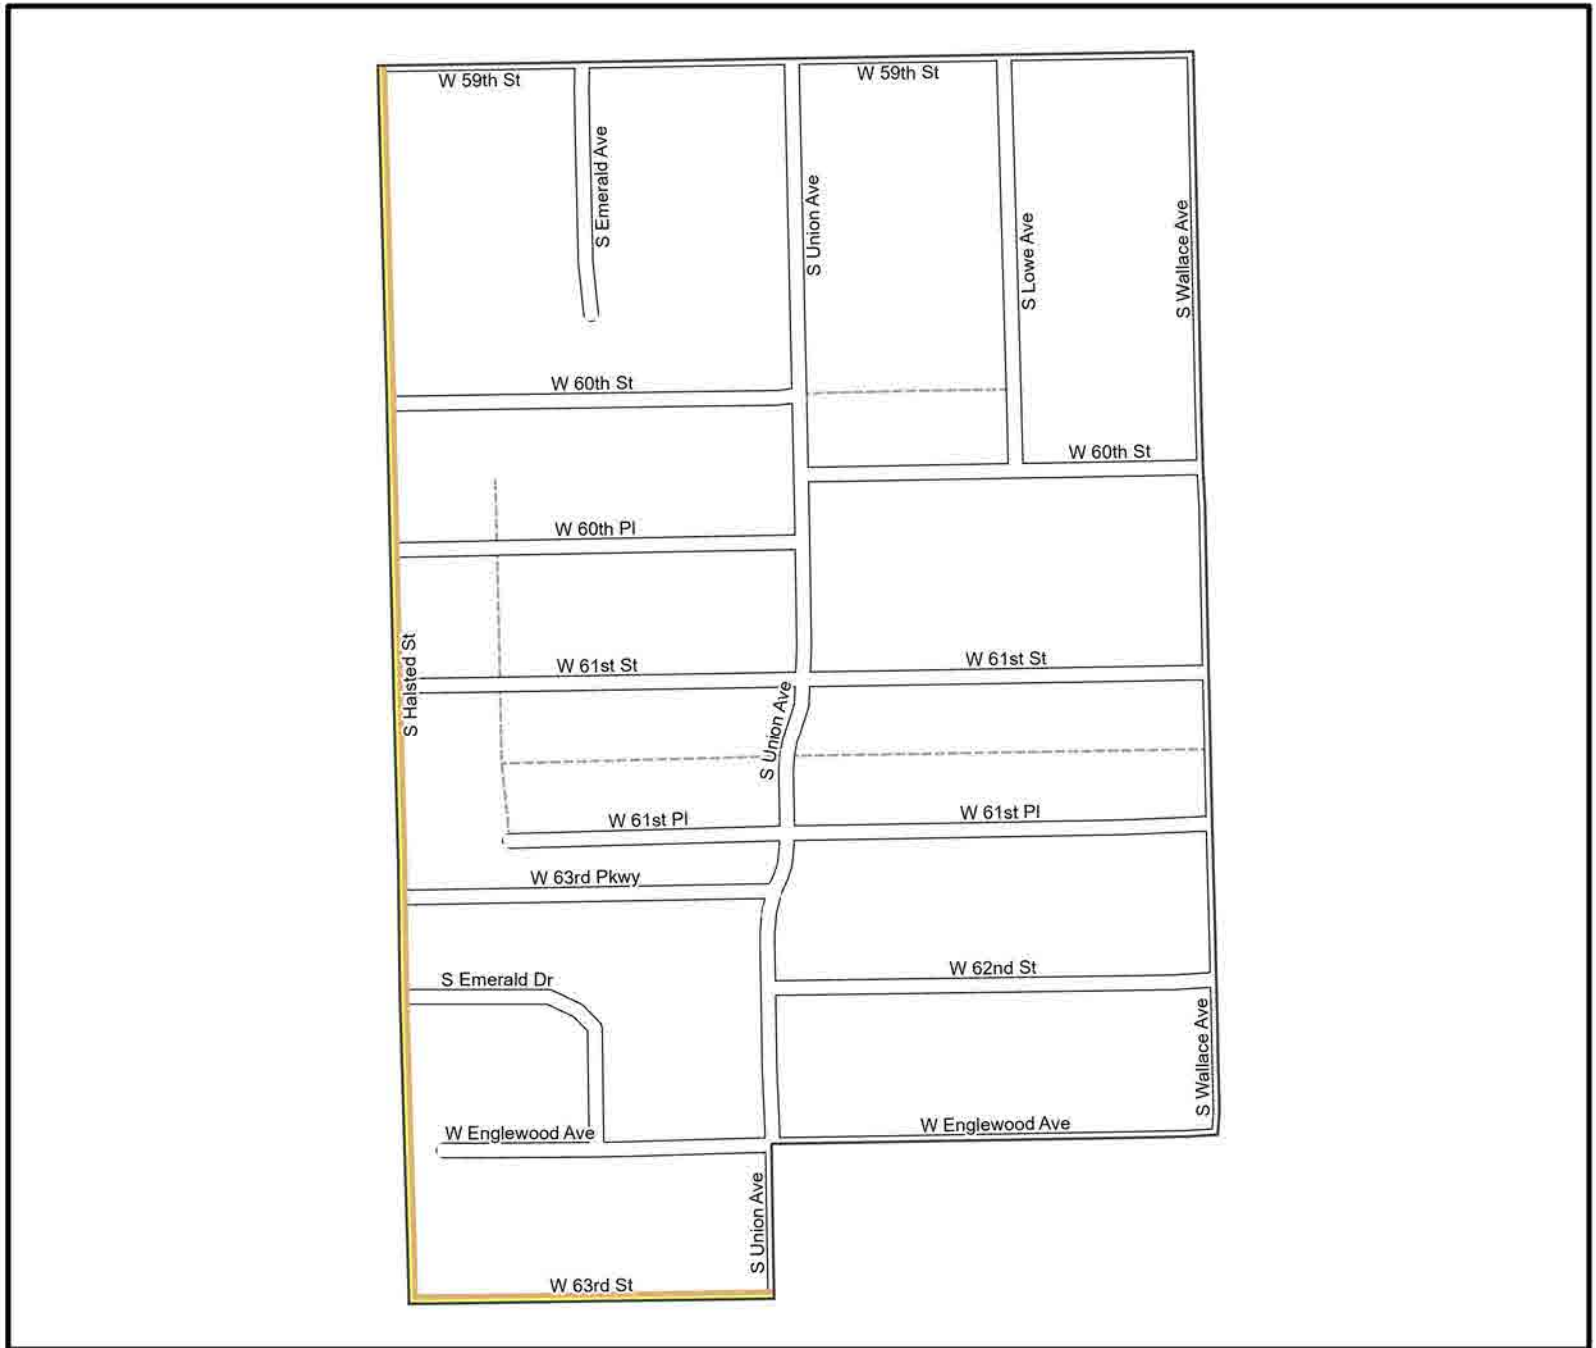 W 59th St
W 59th St
S Emerald Ave
S Union Ave
S Lowe Ave
S Wallace Ave
W 60th St
W 60th St
W 60th Pl
S Halsted St
W 61st St
W 61st St
S Union Ave
W 61st Pl
W 61st Pl
W 63rd Pkwy
S Emerald Dr
W 62nd St
S Wallace Ave
W Englewood Ave
W Englewood Ave
S Union Ave
W 63rd St